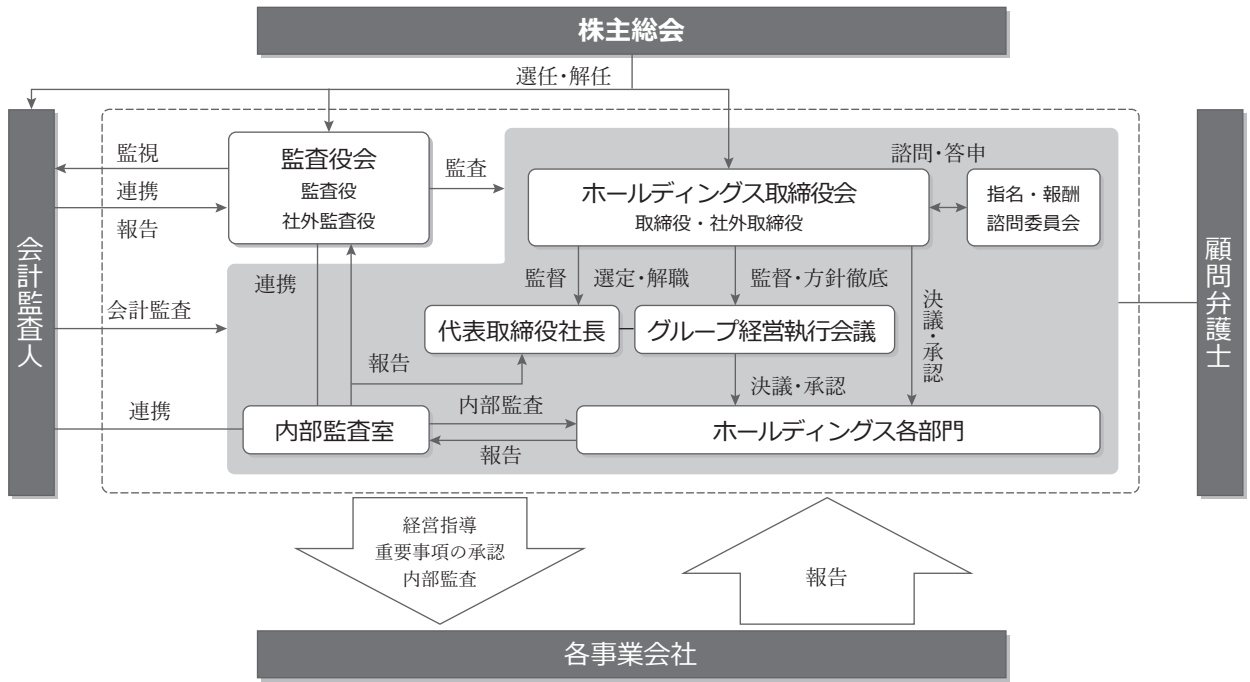 株主総会
選任・解任
監査役会
監査役
社外監査役
監視
連携
報告
監査
諮問・答申
ホールディングス取締役会
取締役・社外取締役
指名・報酬
諮問委員会
会計監査人
顧問弁護士
連携
監督
選定・解職
監督・方針徹底
決議・承認
会計監査
代表取締役社長
グループ経営執行会議
報告
決議・承認
連携
内部監査室
内部監査
報告
ホールディングス各部門
経営指導
重要事項の承認
内部監査
報告
各事業会社